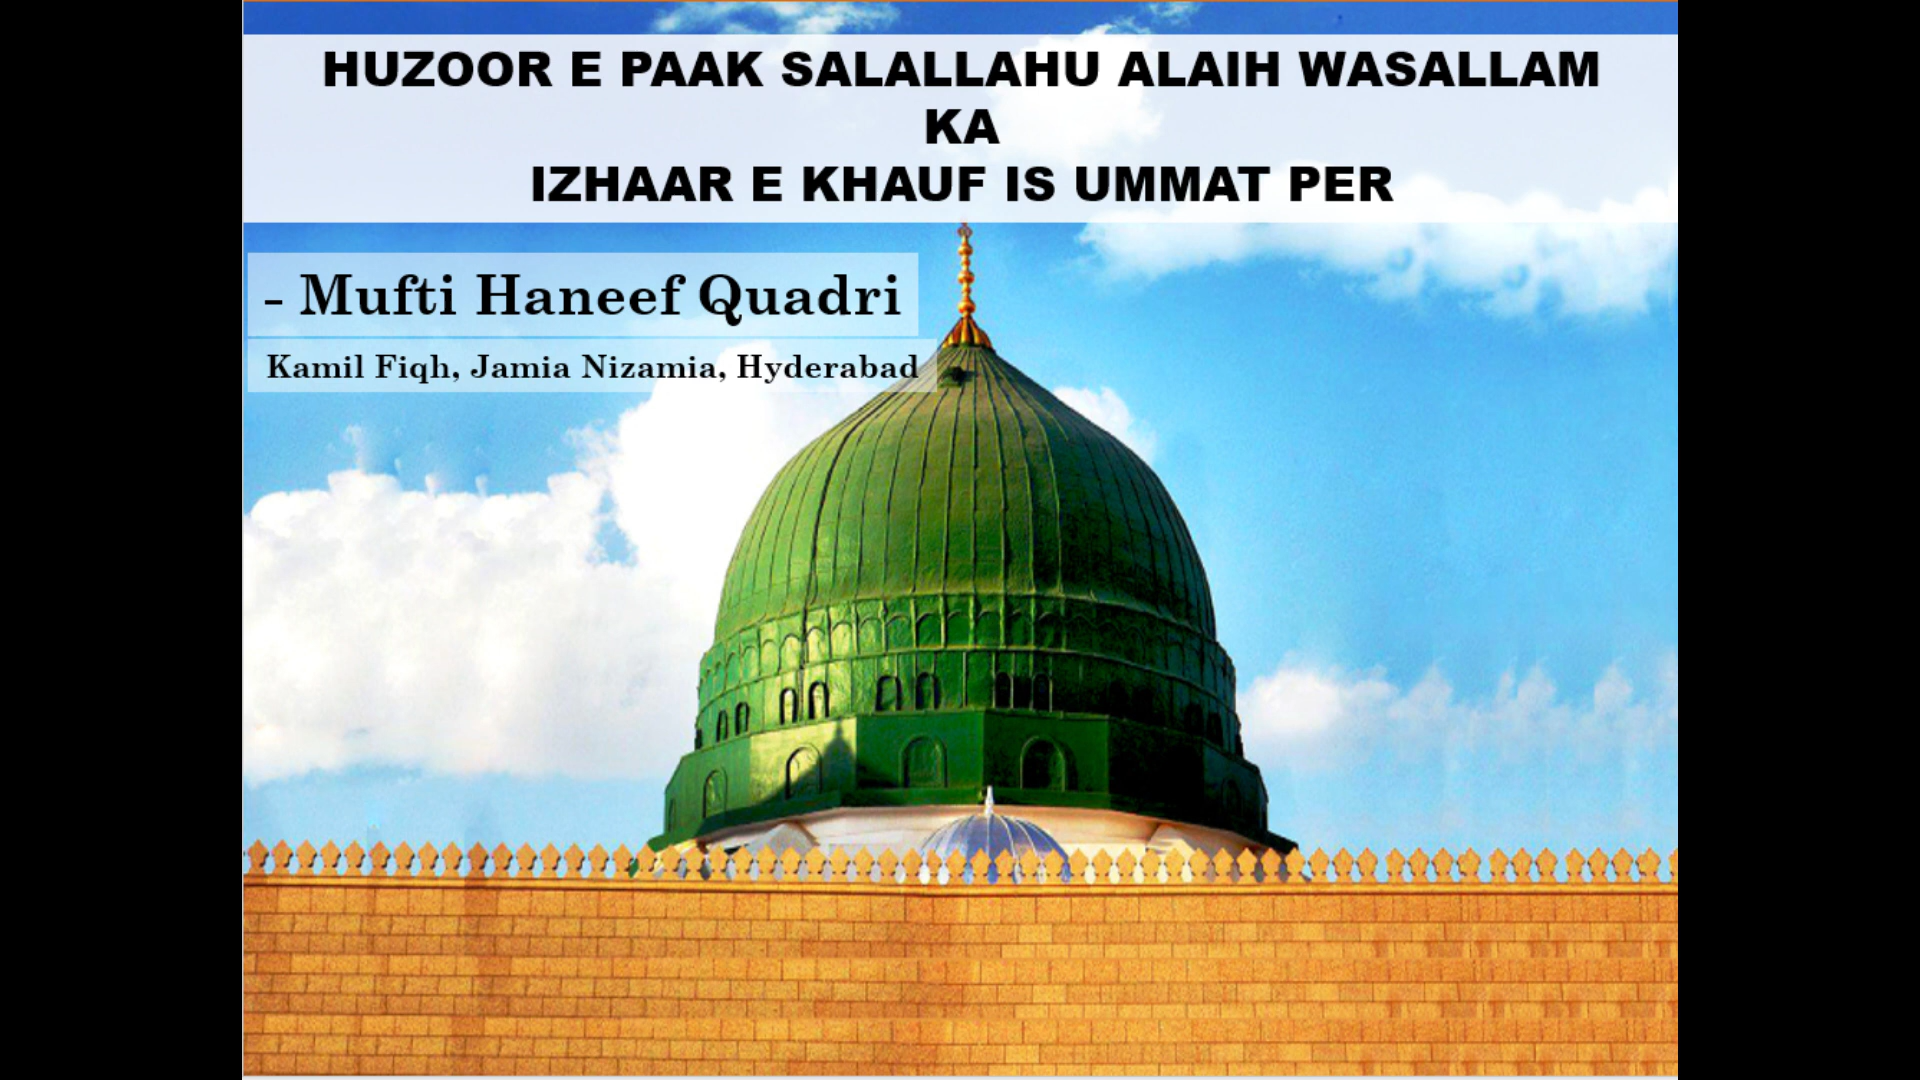 HUZOOR E PAAK SALALLAHU ALAIH WASALLAM
KA
IZHAAR E KHAUF IS UMMAT PER
- Mufti Haneef Quadri
Kamil Fiqh, Jamia Nizamia, Hyderabad